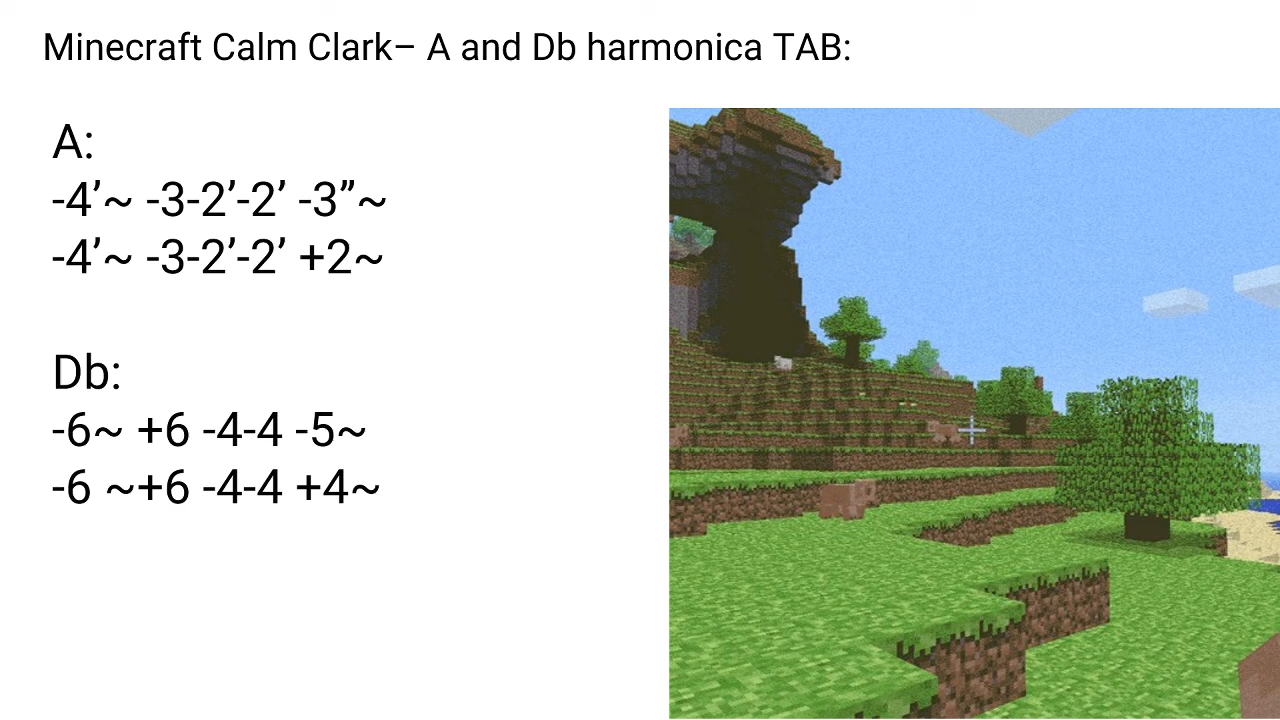 Minecraft Calm Clark– A and Db harmonica TAB:
A:
-4’~ -3-2’-2’ -3”~
-4’~ -3-2’-2’ +2~
Db:
-6~ +6 -4-4 -5~
-6 ~+6 -4-4 +4~